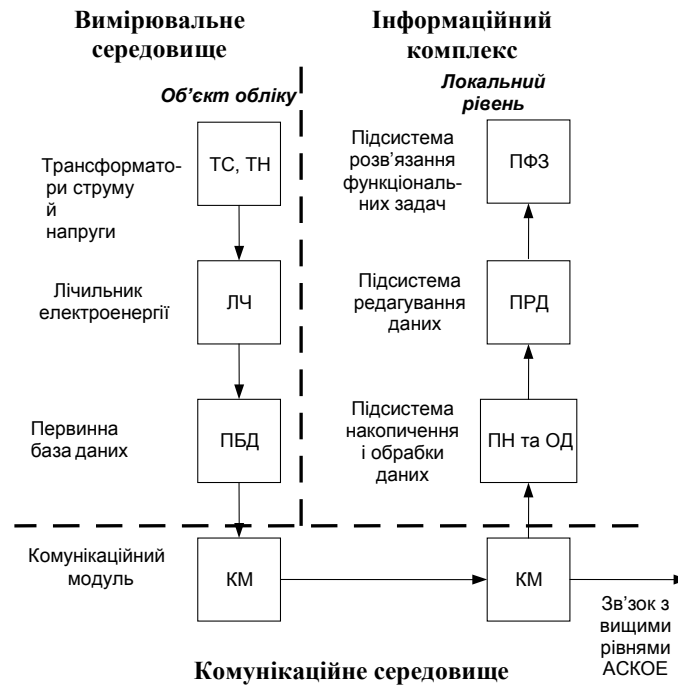 Вимірювальне
середовище
Інформаційний
комплекс
Об’єкт обліку
Локальний
рівень
Трансформато-
ри струму
й
напруги
ТС, ТН
Підсистема
розв’язання
функціональ-
них задач
ПФЗ
Лічильник
електроенергії
ЛЧ
Підсистема
редагування
даних
ПРД
Первинна
база даних
ПБД
Підсистема
накопичення
і обрабки
даних
ПН та ОД
Комунікаційний
модуль
КМ
КМ
Зв’зок з
вищими
рівнями
АСКОЕ
Комунікаційне середовище